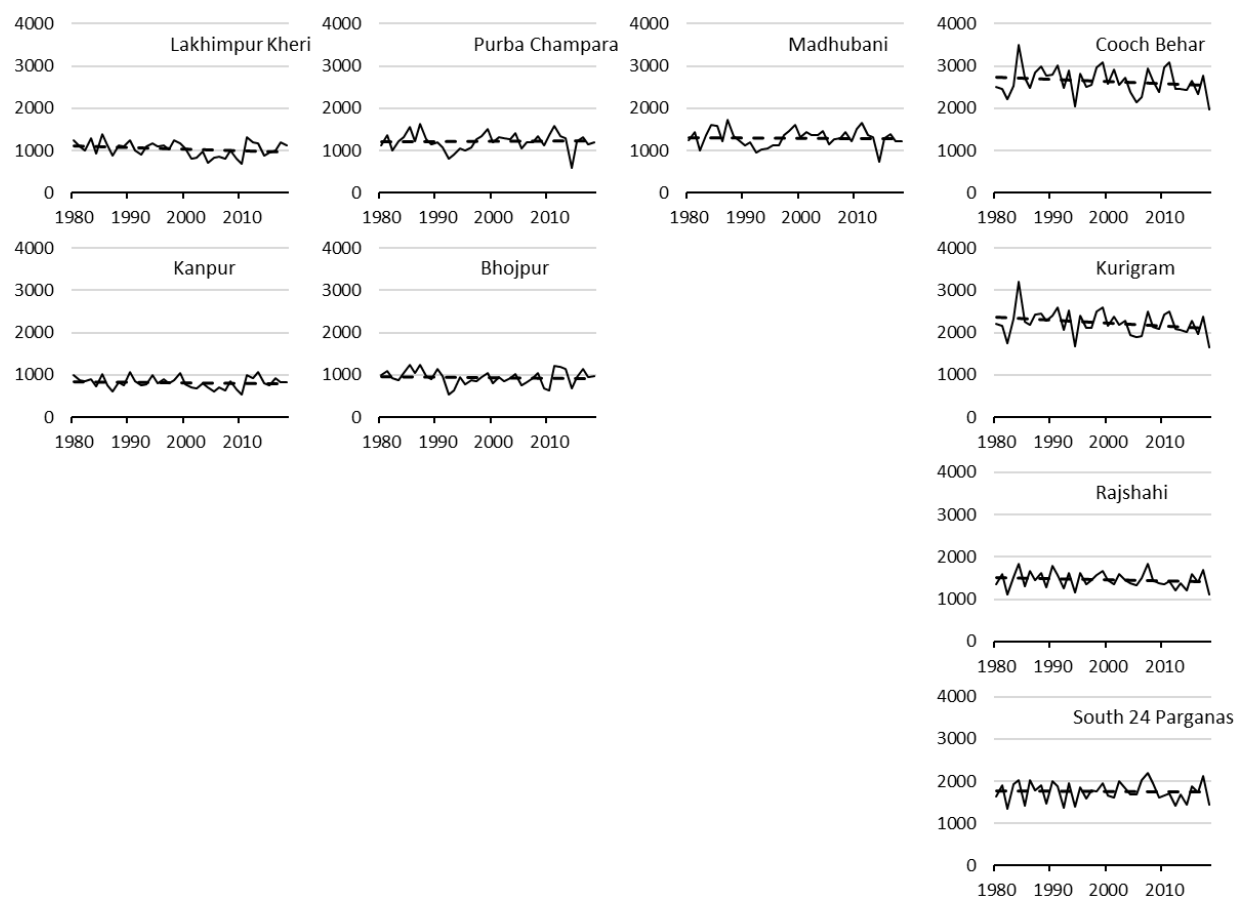 4000 4000 4000 4000
Lakhimpur Kheri Purba Champara Madhubani Cooch Behar
3000 3000 3000 3000
2000 2000 2000 2000
1000 1000 1000 1000
0 0 0 0
1980 1990 2000 2010 1980 1990 2000 2010 1980 1990 2000 2010 1980 1990 2000 2010
4000 4000 4000
Kanpur Bhojpur Kurigram
3000 3000 3000
2000 2000 2000
1000 1000 1000
0 0 0
1980 1990 2000 2010 1980 1990 2000 2010 1980 1990 2000 2010
4000
Rajshahi
3000
2000
1000
0
1980 1990 2000 2010
4000
South 24 Parganas
3000
2000
1000
0
1980 1990 2000 2010